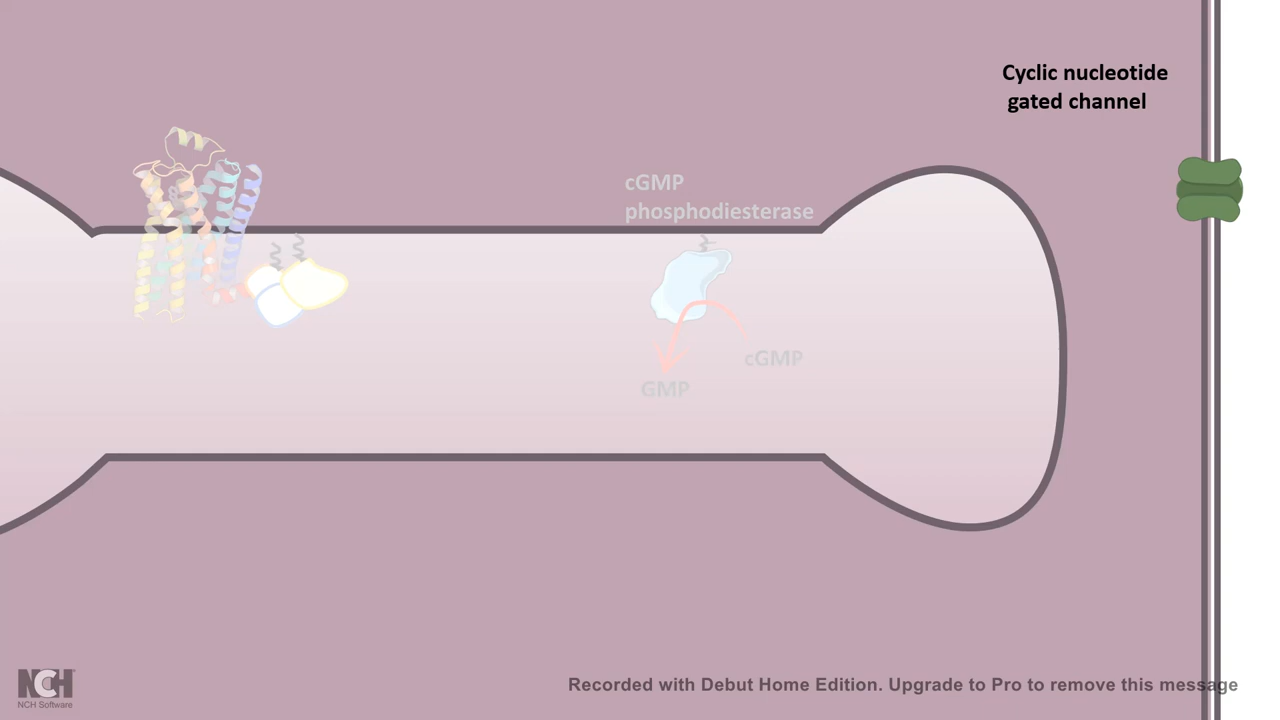 Cyclic nucleotide
gated channel
cGMP
phosphodiesterase
cGMP
GMP
NCH
NCH Software
Recorded with Debut Home Edition. Upgrade to Pro to remove this message